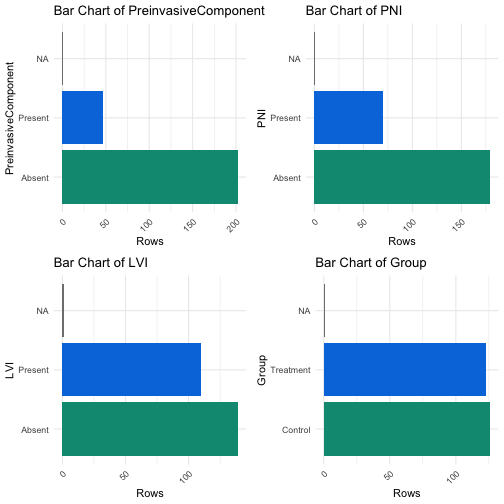 Bar Chart of PreinvasiveComponent
PreinvasiveComponent
NA
Present
Absent
0
50
100
150
200
Rows
Bar Chart of PNI
PNI
NA
Present
Absent
0
50
100
150
Rows
Bar Chart of LVI
LVI
NA
Present
Absent
0
100
Rows
Bar Chart of Group
Group
NA
Treatment
Control
0
100
Rows